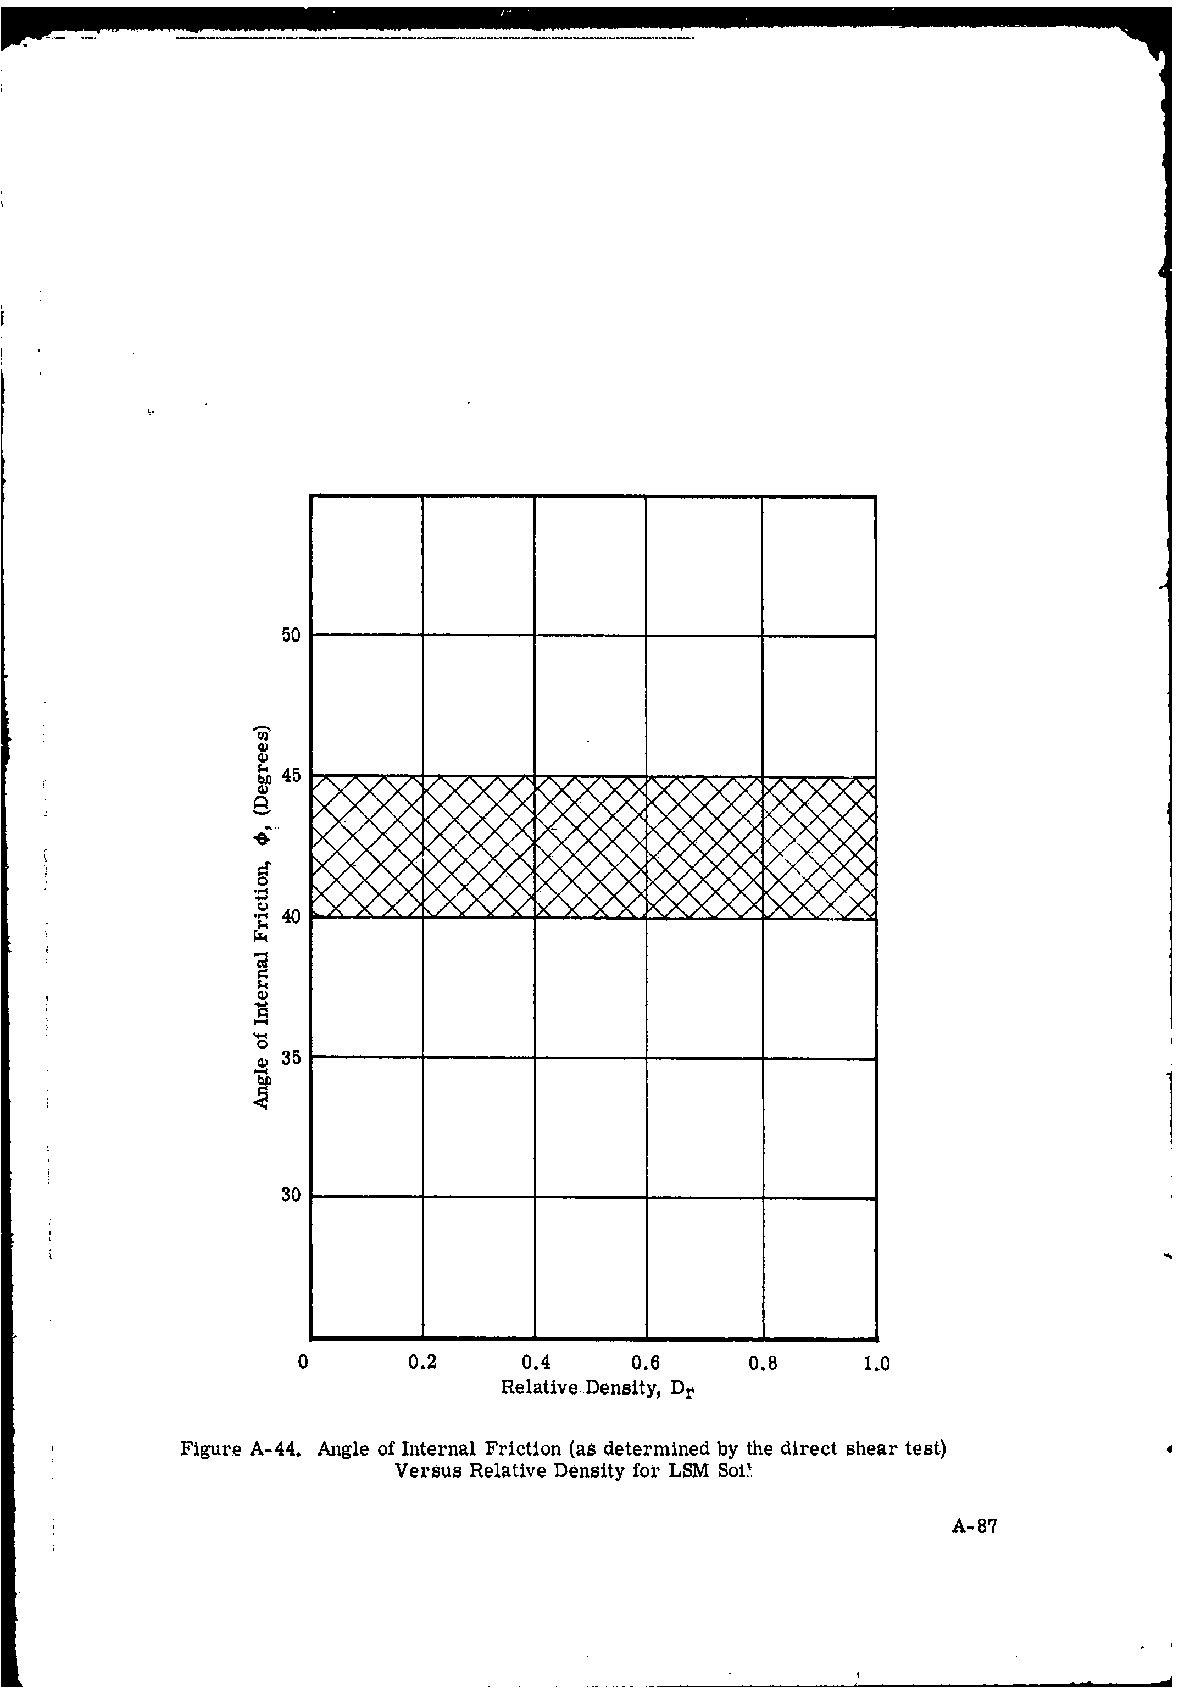 50
45
40
35
30
Angle of Internal Friction, Φ, (Degrees)
0 0.2 0.4 0.6 0.8 1.0
Relative Density, Dr
Figure A-44. Angle of Internal Friction (as determined by the direct shear test)
Versus Relative Density for LSM Soil
A-87